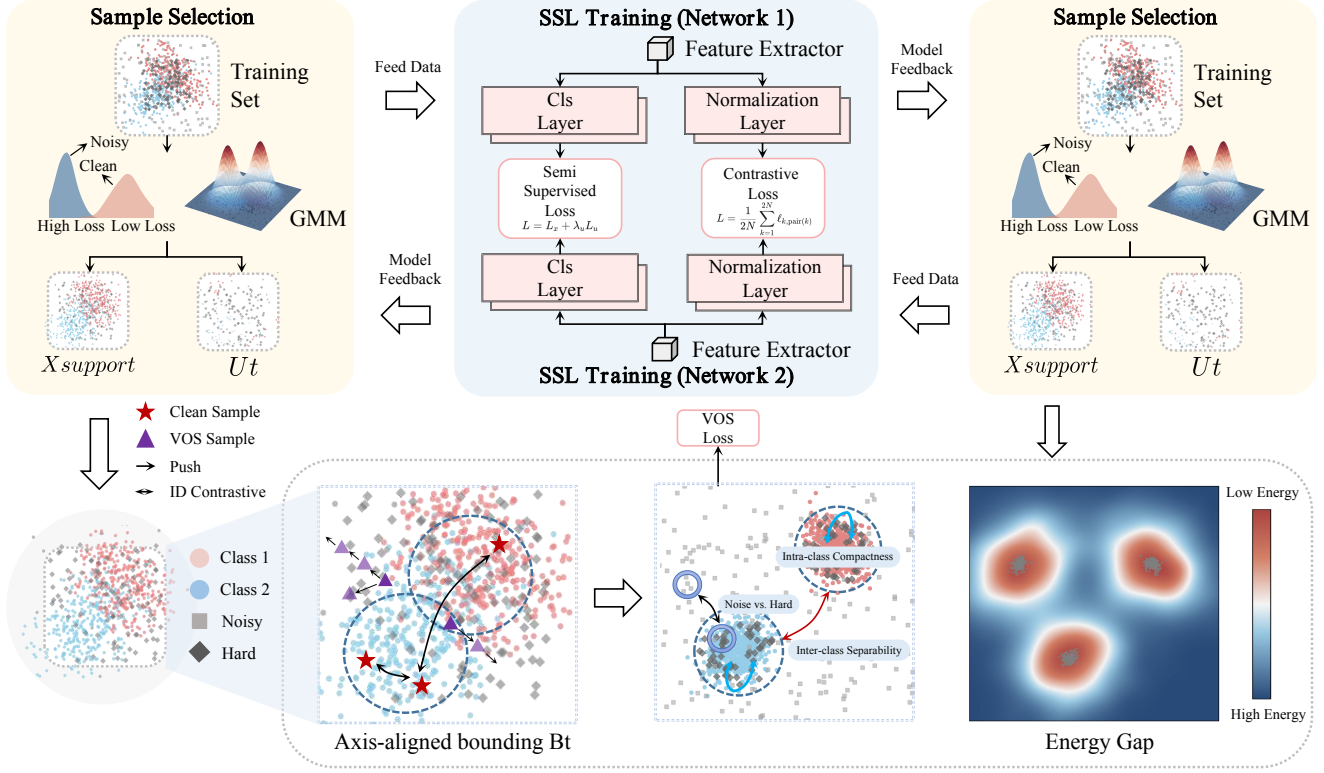 Sample Selection
Training
Set
Noisy
Clean
High Loss
Low Loss
GMM
X support
Ut
Feed Data
Model
Feedback
SSL Training (Network 1)
Feature Extractor
Cls
Layer
Normalization
Layer
Semi
Supervised
Loss
L = L_x + λ_u L_u
Contrastive
Loss
L = \frac{1}{2N} \sum_{k=1}^{2N} ℓ_{k,pair(k)}
Cls
Layer
Normalization
Layer
Feature Extractor
SSL Training (Network 2)
Model
Feedback
Feed Data
Sample Selection
Training
Set
Noisy
Clean
High Loss
Low Loss
GMM
X support
Ut
Clean Sample
VOS Sample
Push
ID Contrastive
Class 1
Class 2
Noisy
Hard
Axis-aligned bounding Bt
VOS
Loss
Intra-class Compactness
Noise vs. Hard
Inter-class Separability
Low Energy
High Energy
Energy Gap